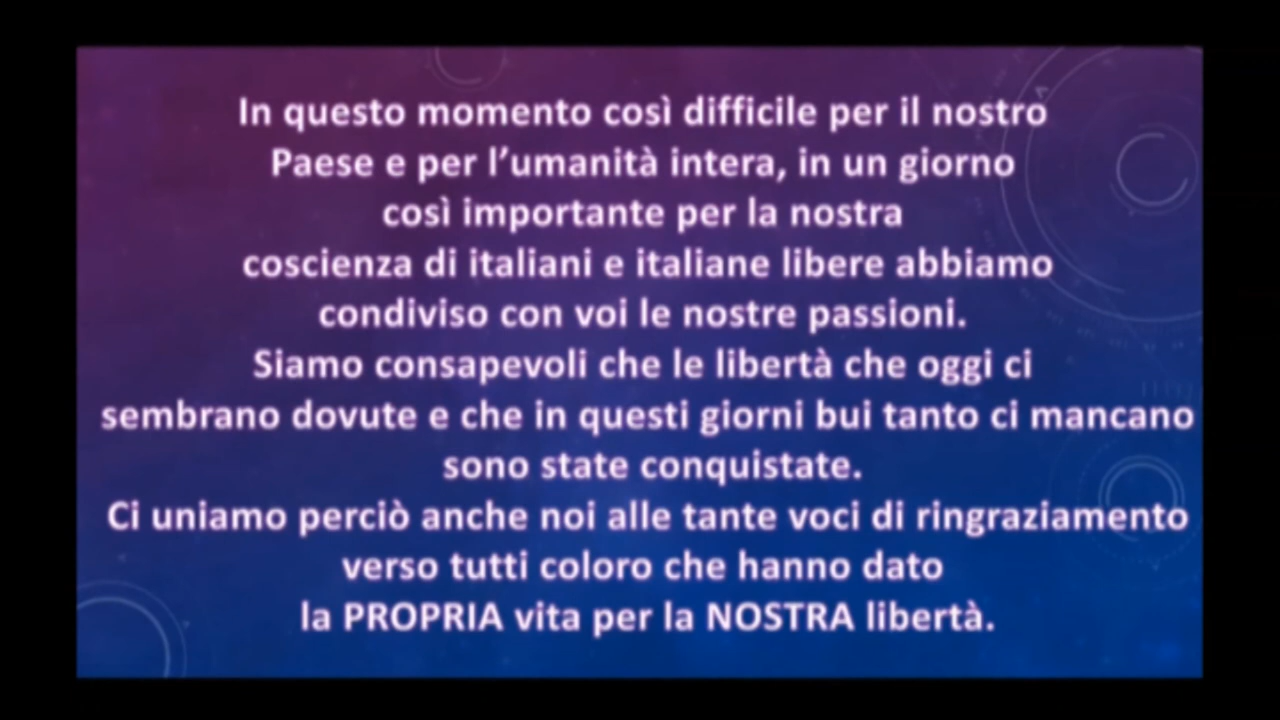 In questo momento così difficile per il nostro
Paese e per l’umanità intera, in un giorno
così importante per la nostra
coscienza di italiani e italiane libere abbiamo
condiviso con voi le nostre passioni.
Siamo consapevoli che le libertà che oggi ci
sembrano dovute e che in questi giorni bui tanto ci mancano
sono state conquistate.
Ci uniamo perciò anche noi alle tante voci di ringraziamento
verso tutti coloro che hanno dato
la PROPRIA vita per la NOSTRA libertà.